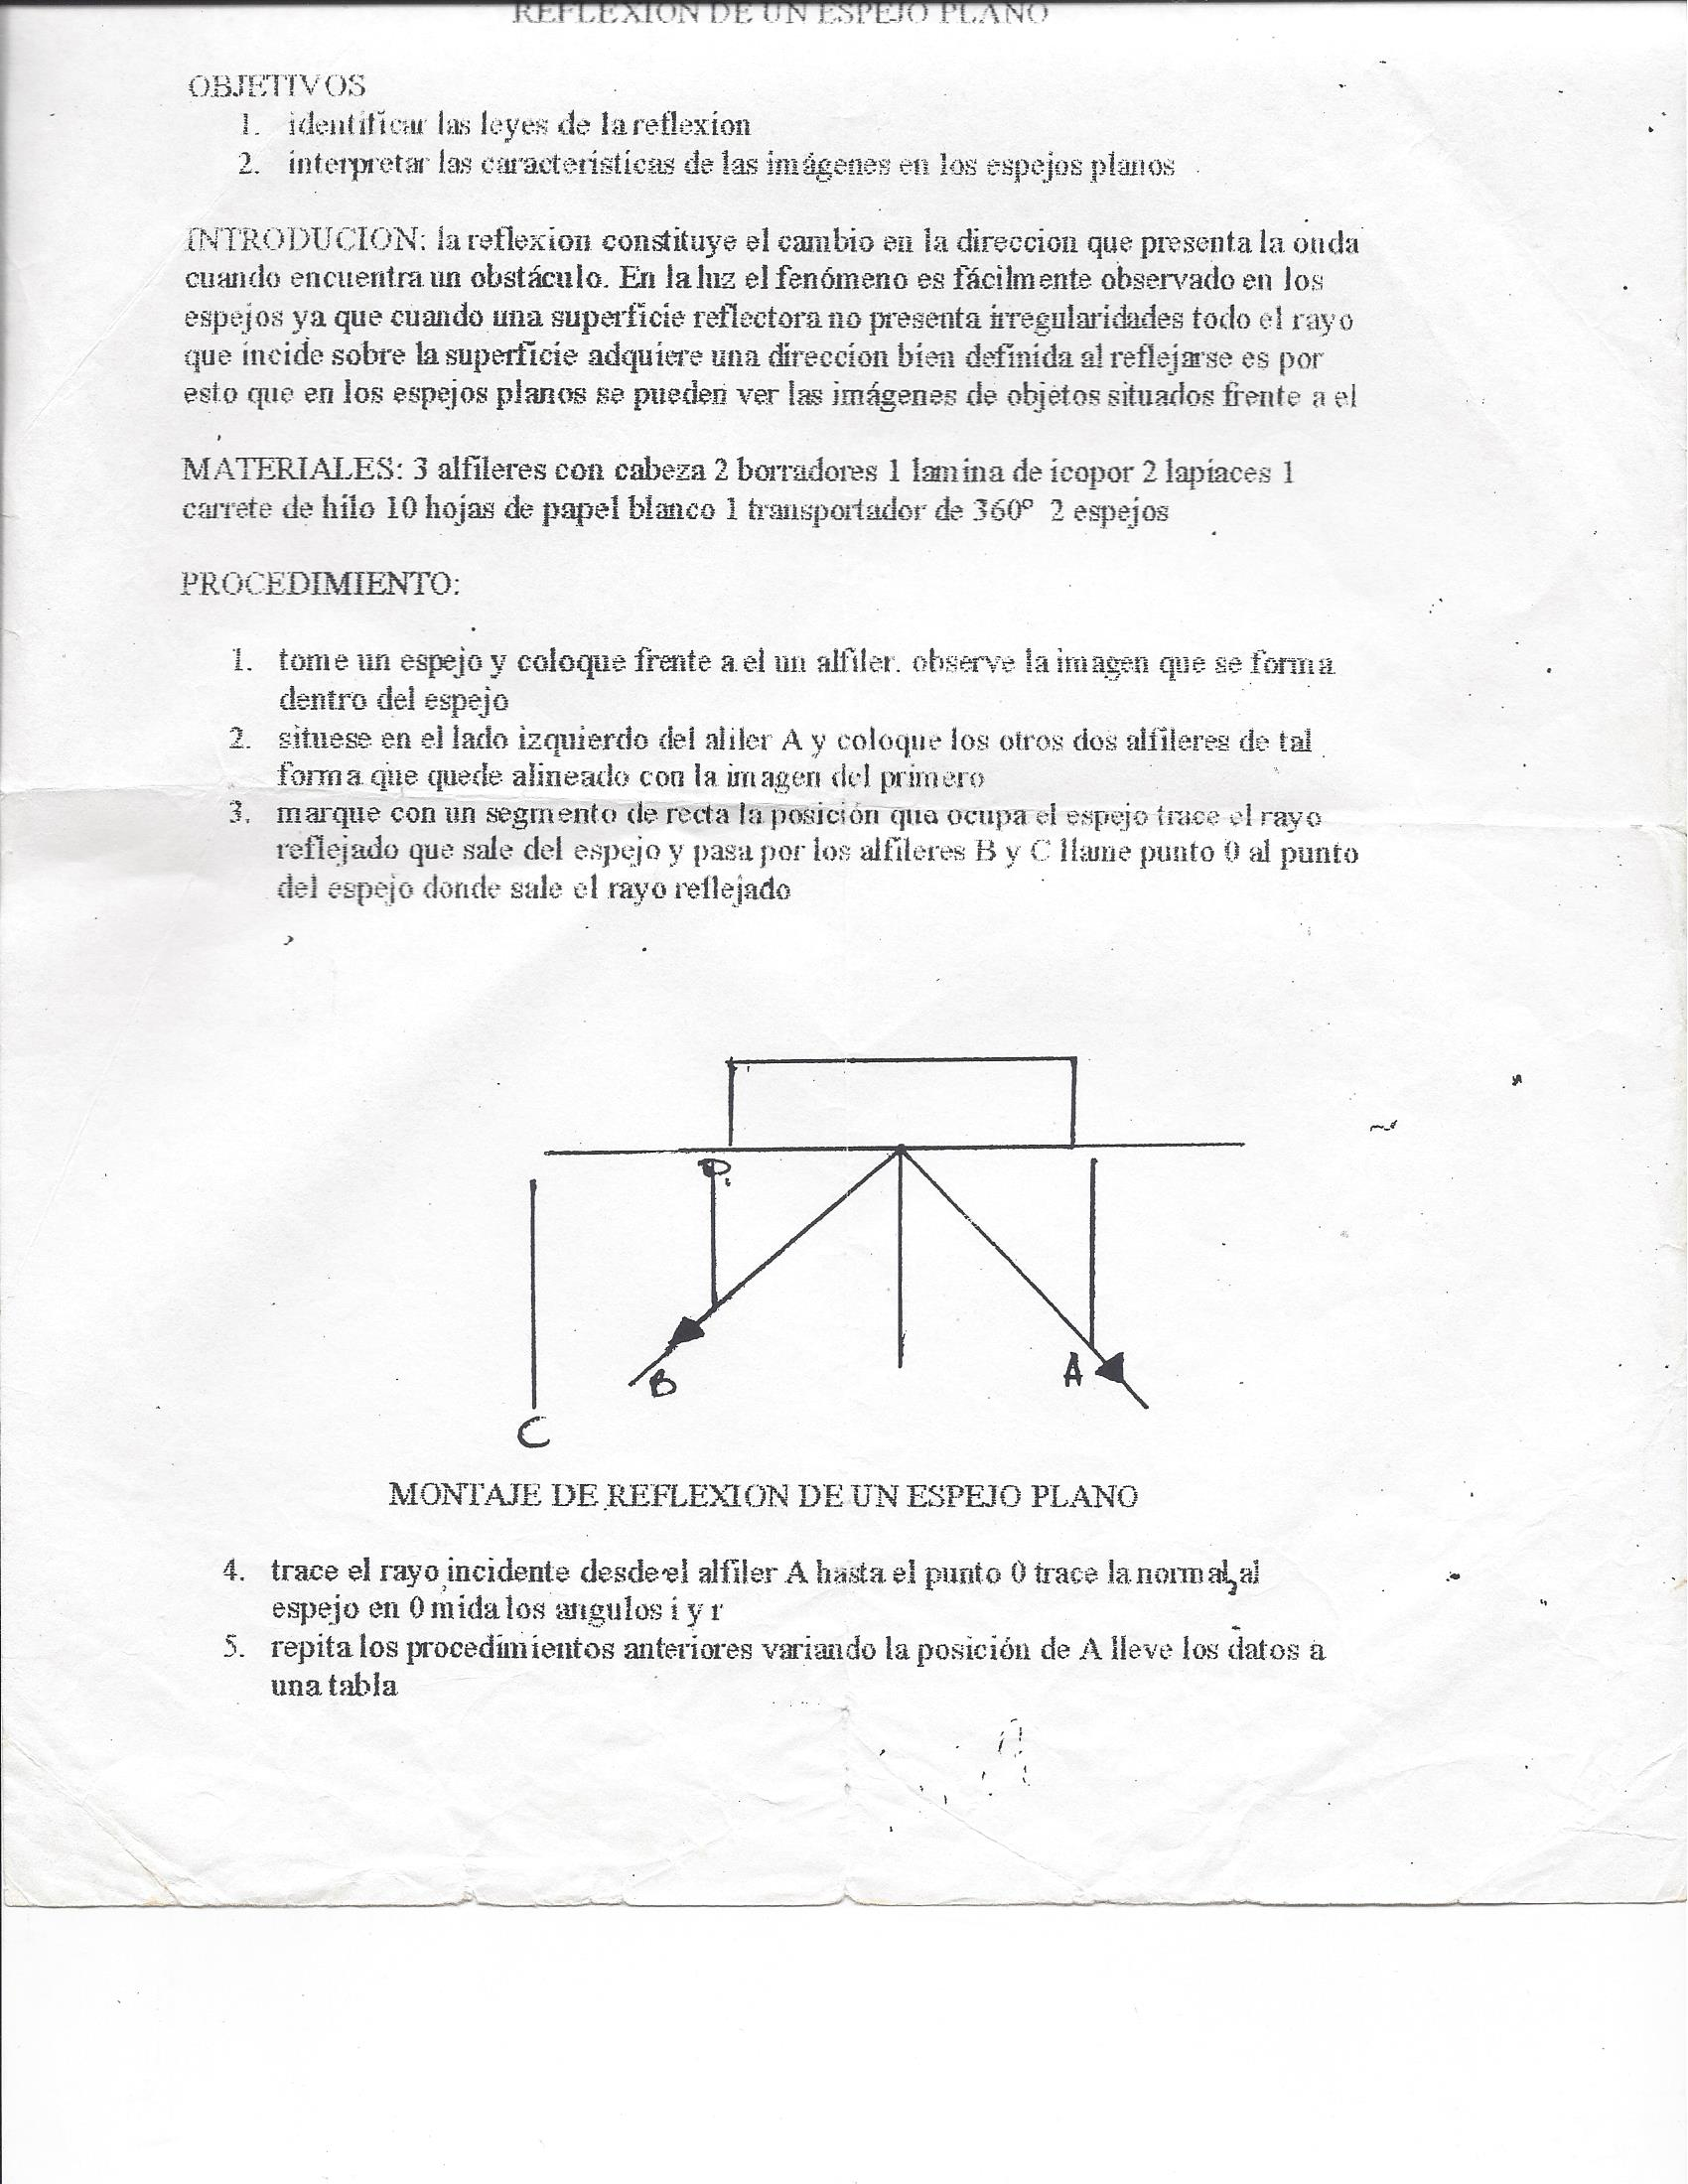 REFLEXION DE UN ESPEJO PLANO
OBJETIVOS
1. identificar las leyes de la reflexion
2. interpretar las caracteristicas de las imágenes en los espejos planos
INTRODUCION: la reflexion constituye el cambio en la direccion que presenta la onda
cuando encuentra un obstáculo. En la luz el fenómeno es fácilmente observado en los
espejos ya que cuando una superficie reflectora no presenta irregularidades todo el rayo
que incide sobre la superficie adquiere una direccion bien definida al reflejarse es por
esto que en los espejos planos se pueden ver las imágenes de objetos situados frente a el
MATERIALES: 3 alfileres con cabeza 2 borradores 1 lamina de icopor 2 lapiaces 1
carrete de hilo 10 hojas de papel blanco 1 transportador de 360º 2 espejos
PROCEDIMIENTO:
1. tome un espejo y coloque frente a el un alfiler. observe la imagen que se forma
dentro del espejo
2. situese en el lado izquierdo del aliler A y coloque los otros dos alfileres de tal
forma que quede alineado con la imagen del primero
3. marque con un segmento de recta la posición que ocupa el espejo trace el rayo
reflejado que sale del espejo y pasa por los alfileres B y C llame punto 0 al punto
del espejo donde sale el rayo reflejado
B
A
C
MONTAJE DE REFLEXION DE UN ESPEJO PLANO
4. trace el rayo incidente desde el alfiler A hasta el punto 0 trace la normal, al
espejo en 0 mida los angulos i y r
5. repita los procedimientos anteriores variando la posición de A lleve los datos a
una tabla